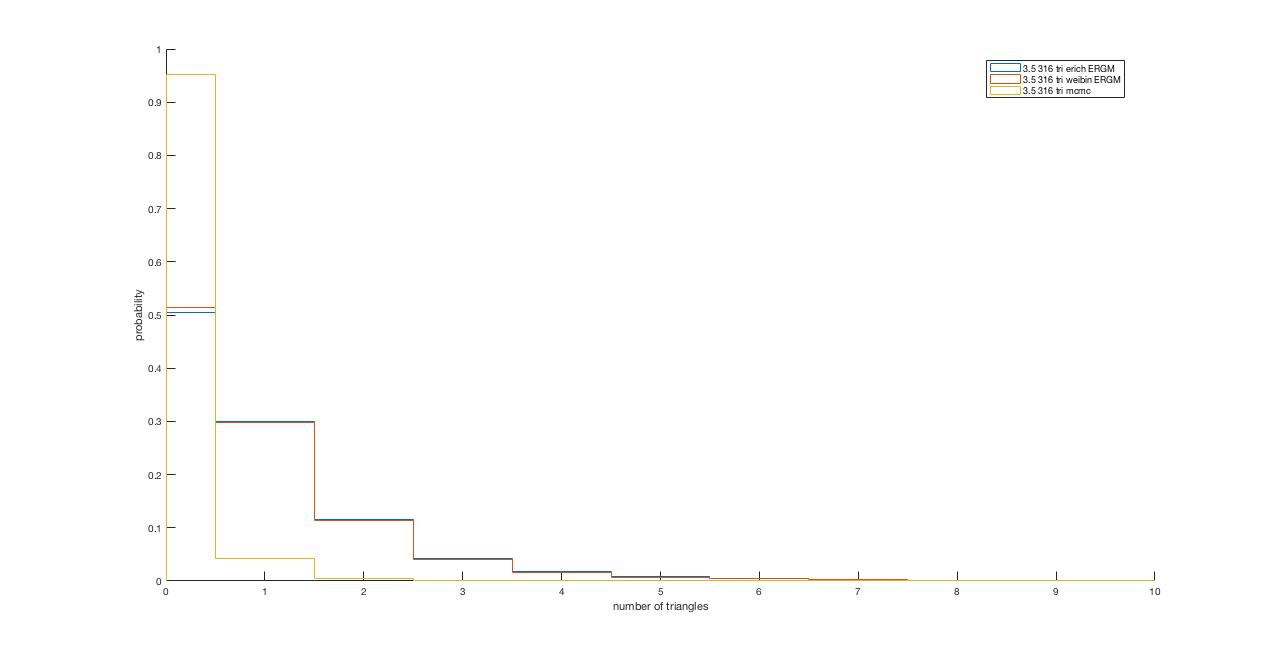 1
0.9
0.8
0.7
0.6
0.5
0.4
0.3
0.2
0.1
0
probability
0 1 2 3 4 5 6 7 8 9 10
number of triangles
3.5 316 tri erich ERGM
3.5 316 tri weibin ERGM
3.5 316 tri mcmc